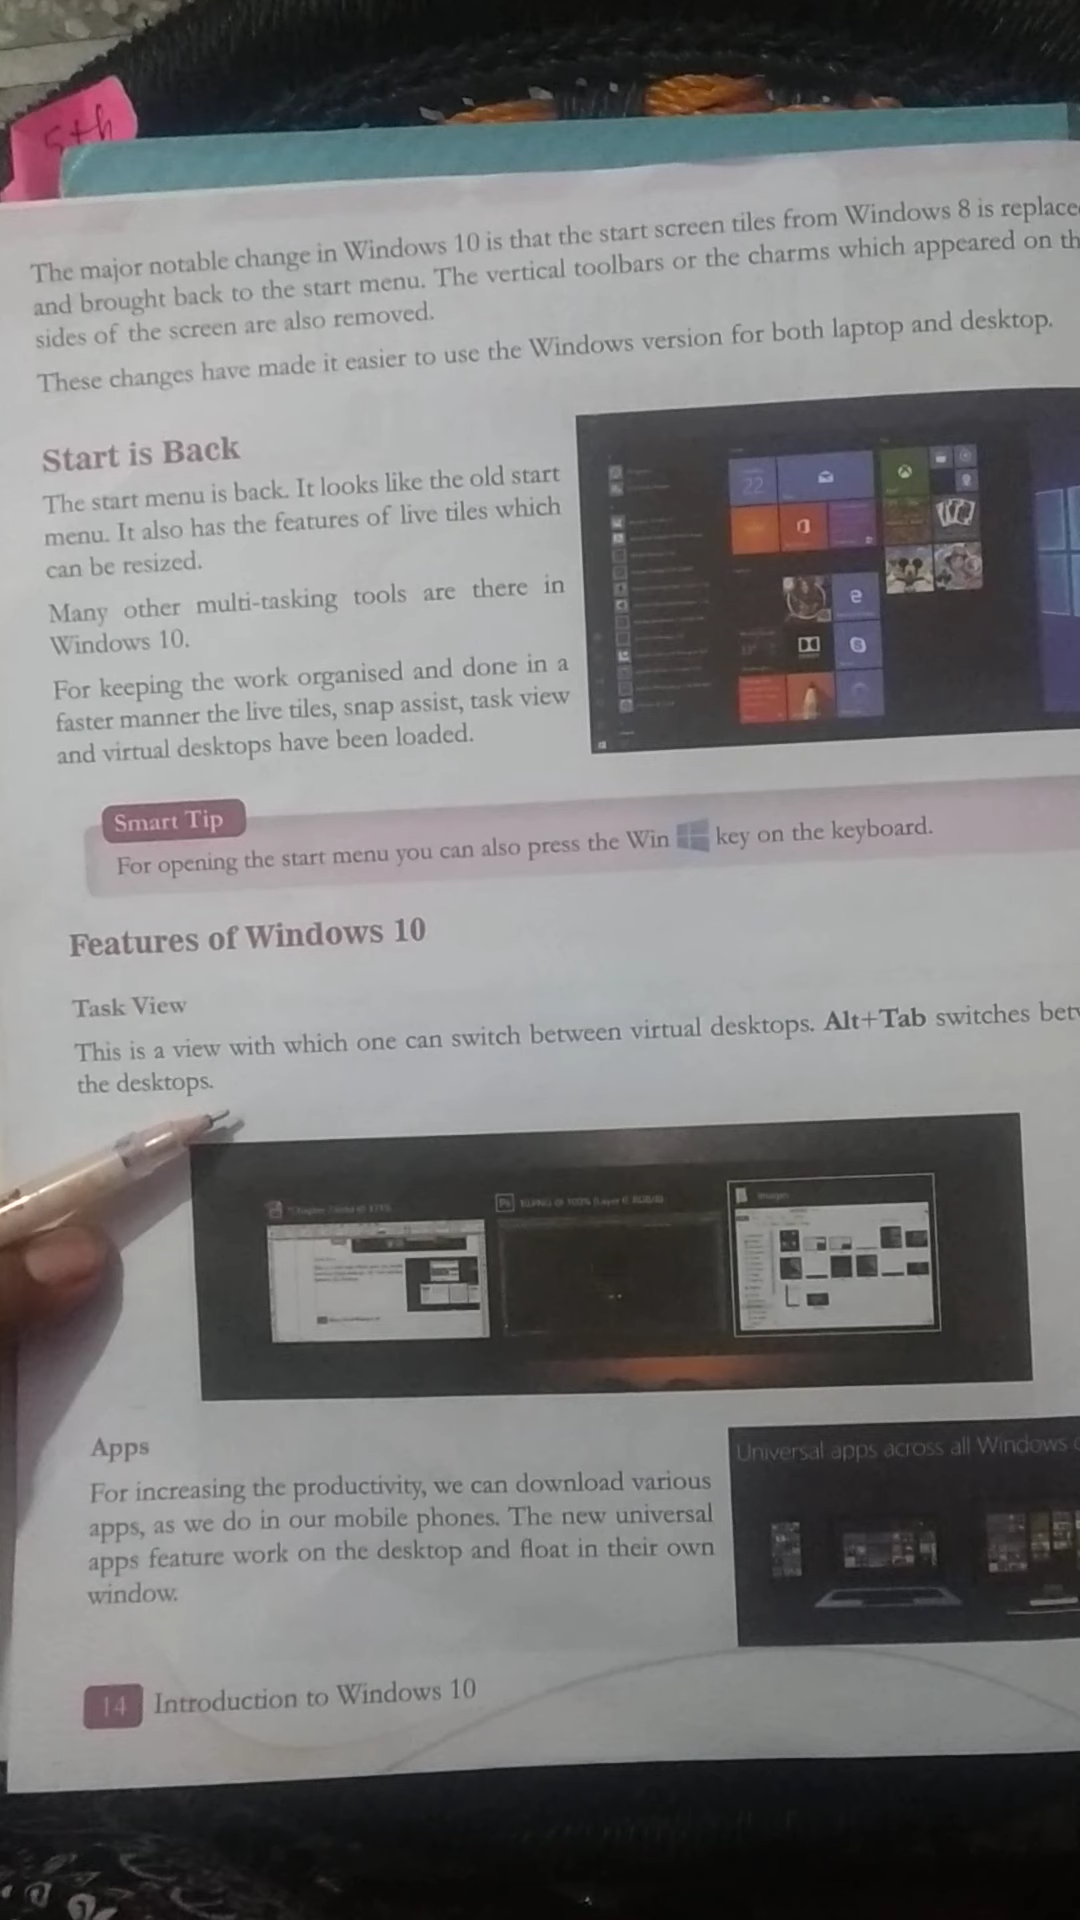 5th
The major notable change in Windows 10 is that the start screen tiles from Windows 8 is
and brought back to the start menu. The vertical toolbars or the charms which appeared on
sides of the screen are also removed.
These changes have made it easier to use the Windows version for both laptop and desktop.
Start is Back
The start menu is back. It looks like the old start
menu. It also has the features of live tiles which
can be resized.
Many other multi-tasking tools are there in
Windows 10.
For keeping the work organised and done in a
faster manner the live tiles, snap assist, task view
and virtual desktops have been loaded.
22
Smart Tip
For opening the start menu you can also press the Win key on the keyboard.
Features of Windows 10
Task View
This is a view with which one can switch between virtual desktops. Alt+Tab switches
the desktops.
Ps
Images
Apps
For increasing the productivity, we can download various
apps, as we do in our mobile phones. The new universal
apps feature work on the desktop and float in their own
window.
Universal apps across all Windows
14 Introduction to Windows 10